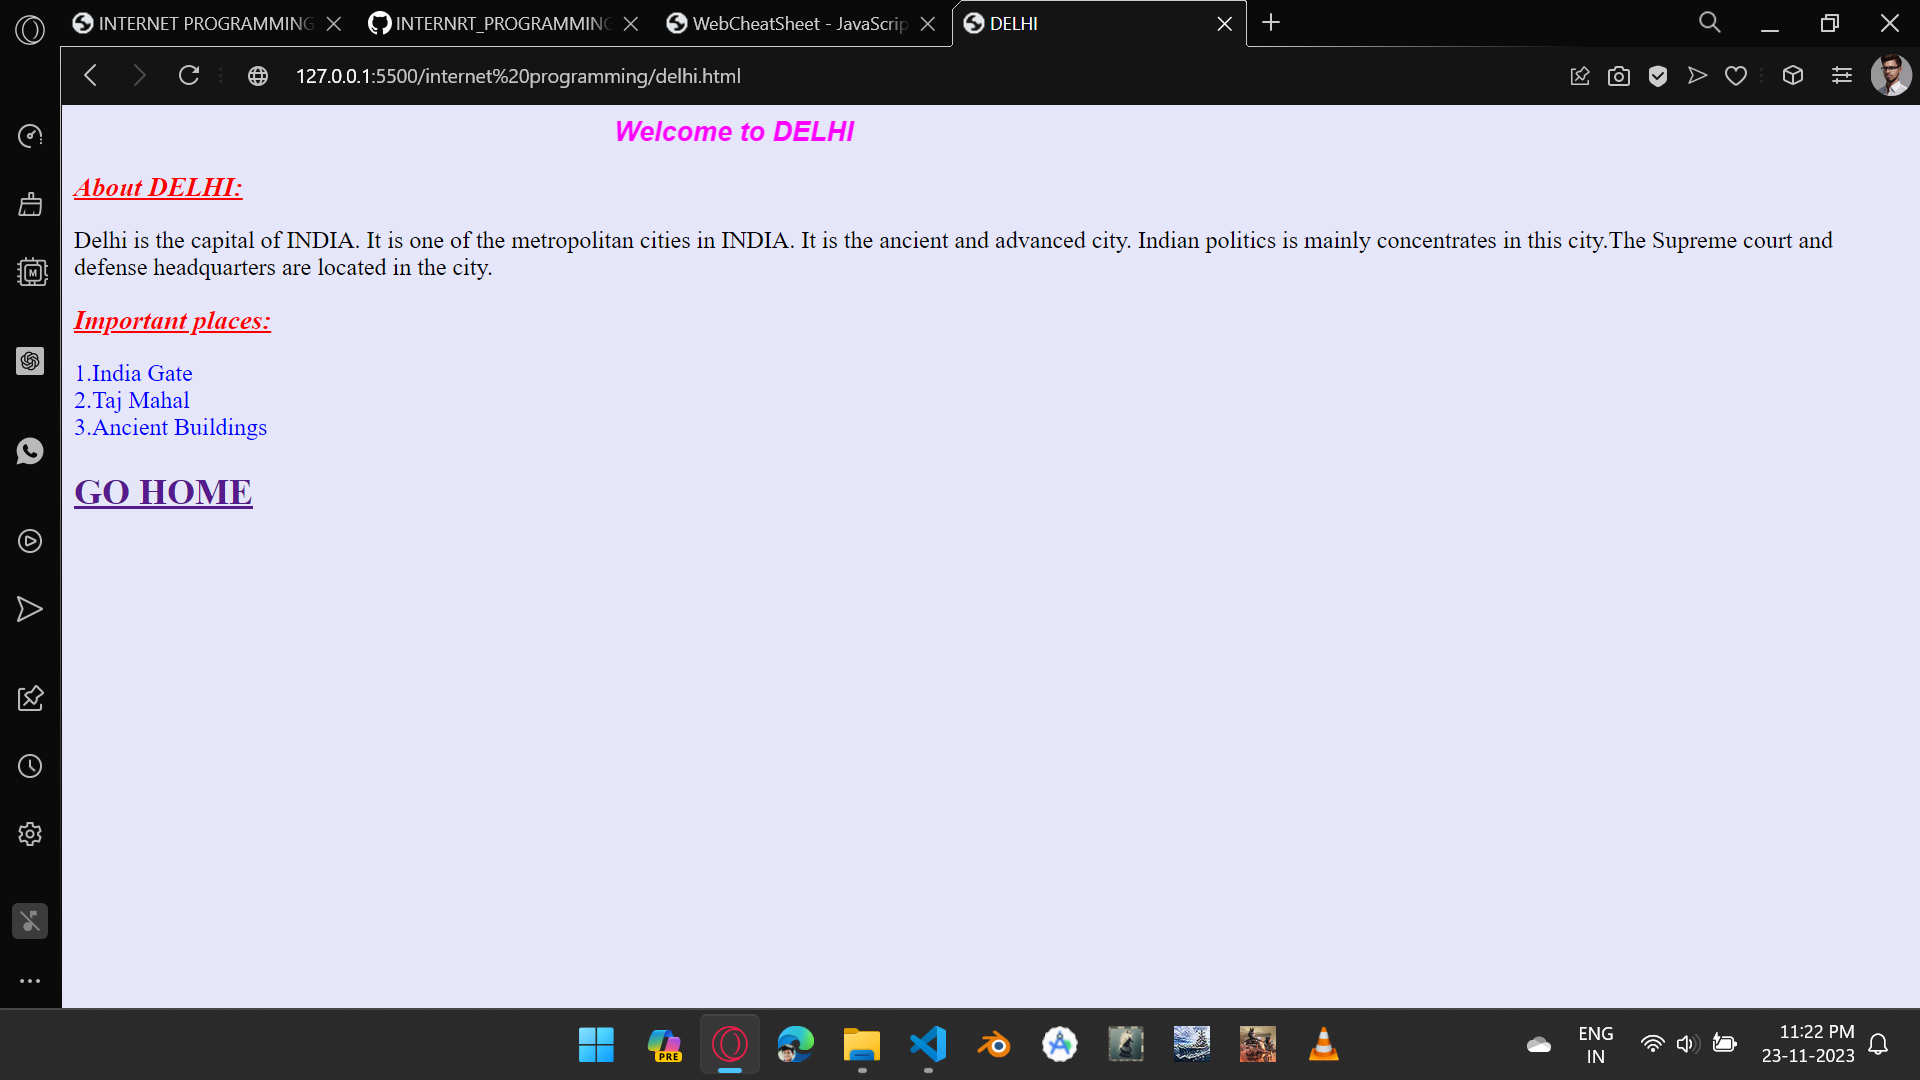 INTERNET PROGRAMMING
INTERNRT_PROGRAMMING
WebCheatSheet - JavaScrip
DELHI
127.0.0.1:5500/internet%20programming/delhi.html
Welcome to DELHI
About DELHI:
Delhi is the capital of INDIA. It is one of the metropolitan cities in INDIA. It is the ancient and advanced city. Indian politics is mainly concentrates in this city.The Supreme court and
defense headquarters are located in the city.
Important places:
1.India Gate
2.Taj Mahal
3.Ancient Buildings
GO HOME
M
PRE
ENG
IN
11:22 PM
23-11-2023